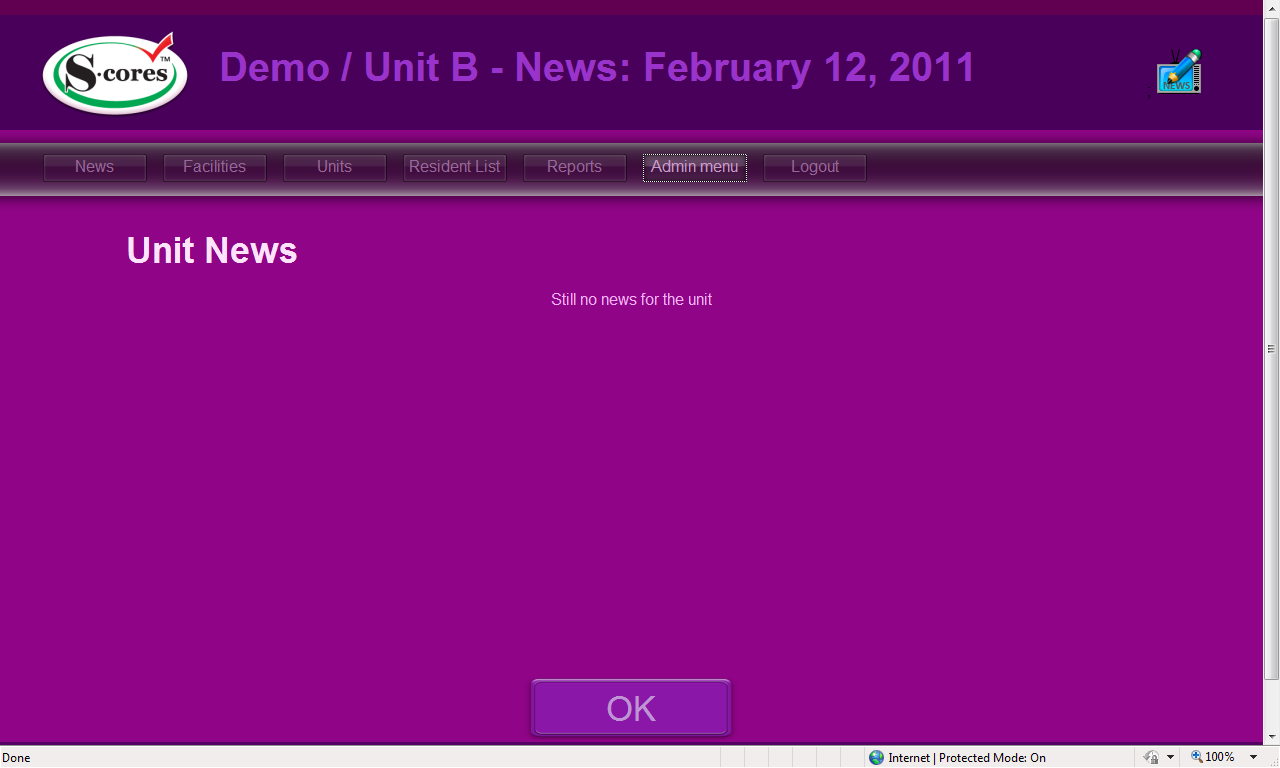 S·cores™
Demo / Unit B - News: February 12, 2011
NEWS
News
Facilities
Units
Resident List
Reports
Admin menu
Logout
Unit News
Still no news for the unit
OK
Done
Internet | Protected Mode: On
100%